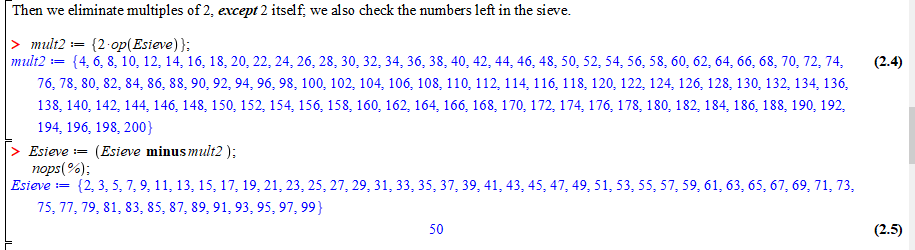 Then we eliminate multiples of 2, except 2 itself; we also check the numbers left in the sieve.
> mult2 := {2·op(Esieve)};
mult2 := {4, 6, 8, 10, 12, 14, 16, 18, 20, 22, 24, 26, 28, 30, 32, 34, 36, 38, 40, 42, 44, 46, 48, 50, 52, 54, 56, 58, 60, 62, 64, 66, 68, 70, 72, 74, (2.4)
76, 78, 80, 82, 84, 86, 88, 90, 92, 94, 96, 98, 100, 102, 104, 106, 108, 110, 112, 114, 116, 118, 120, 122, 124, 126, 128, 130, 132, 134, 136,
138, 140, 142, 144, 146, 148, 150, 152, 154, 156, 158, 160, 162, 164, 166, 168, 170, 172, 174, 176, 178, 180, 182, 184, 186, 188, 190, 192,
194, 196, 198, 200}
> Esieve := (Esieve minus mult2 );
nops(%);
Esieve := {2, 3, 5, 7, 9, 11, 13, 15, 17, 19, 21, 23, 25, 27, 29, 31, 33, 35, 37, 39, 41, 43, 45, 47, 49, 51, 53, 55, 57, 59, 61, 63, 65, 67, 69, 71, 73,
75, 77, 79, 81, 83, 85, 87, 89, 91, 93, 95, 97, 99}
50 (2.5)